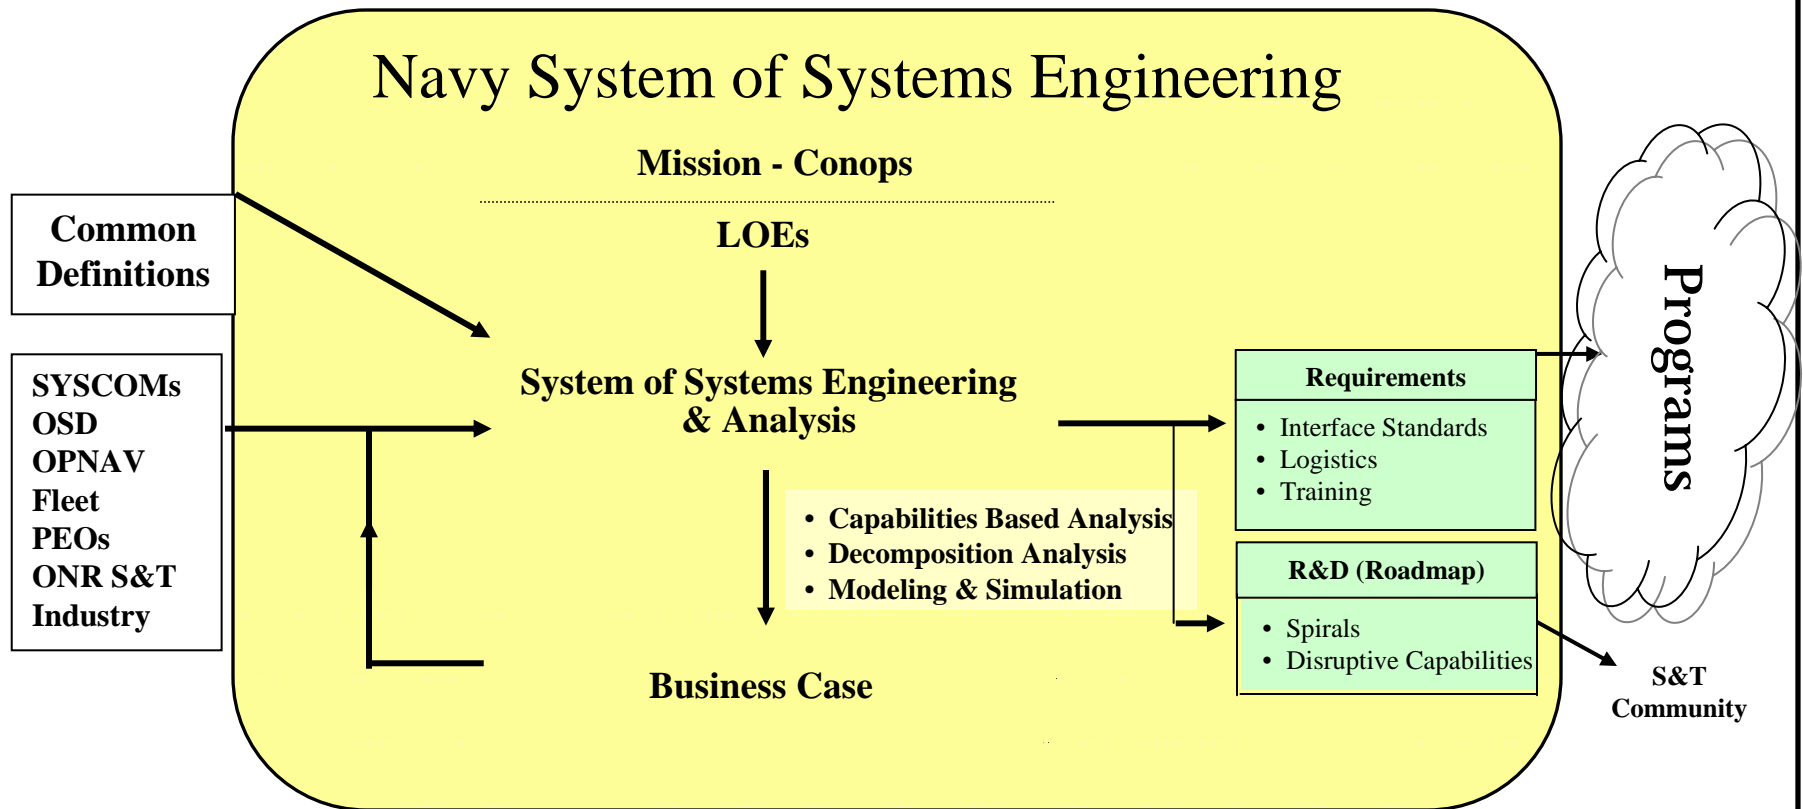 Navy System of Systems Engineering
Mission - Conops
LOEs
Common
Definitions
SYSCOMs
OSD
OPNAV
Fleet
PEOs
ONR S&T
Industry
System of Systems Engineering
& Analysis
• Capabilities Based Analysis
• Decomposition Analysis
• Modeling & Simulation
Business Case
Requirements
• Interface Standards
• Logistics
• Training
R&D (Roadmap)
• Spirals
• Disruptive Capabilities
Programs
S&T
Community